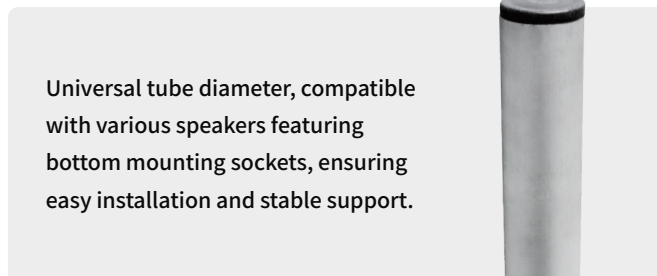 Universal tube diameter, compatible
with various speakers featuring
bottom mounting sockets, ensuring
easy installation and stable support.